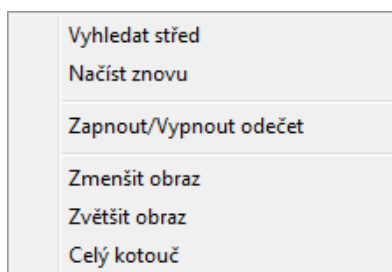 Vyhledat střed
Načíst znovu
Zapnout/Vypnout odečet
Zmenšit obraz
Zvětšit obraz
Celý kotouč